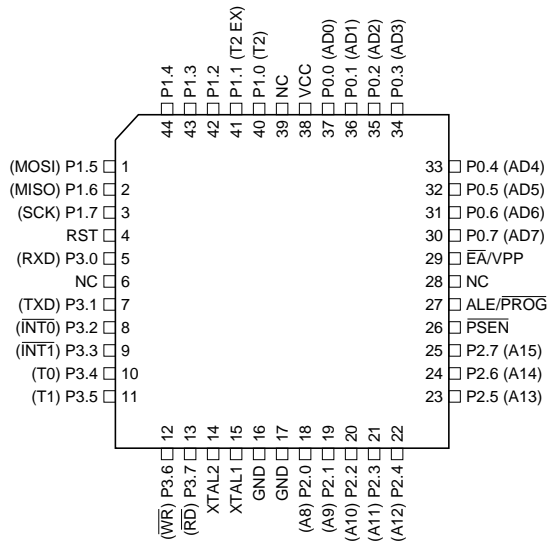 P1.4
P1.3
P1.2
P1.1 (T2 EX)
P1.0 (T2)
NC
VCC
P0.0 (AD0)
P0.1 (AD1)
P0.2 (AD2)
P0.3 (AD3)
44
43
42
41
40
39
38
37
36
35
34
(MOSI) P1.5 1
(MISO) P1.6 2
(SCK) P1.7 3
RST 4
(RXD) P3.0 5
NC 6
(TXD) P3.1 7
(I̅N̅T̅0̅) P3.2 8
(I̅N̅T̅1̅) P3.3 9
(T0) P3.4 10
(T1) P3.5 11
33 P0.4 (AD4)
32 P0.5 (AD5)
31 P0.6 (AD6)
30 P0.7 (AD7)
29 E̅A̅/VPP
28 NC
27 ALE/P̅R̅O̅G̅
26 P̅S̅E̅N̅
25 P2.7 (A15)
24 P2.6 (A14)
23 P2.5 (A13)
12
13
14
15
16
17
18
19
20
21
22
(W̅R̅) P3.6
(R̅D̅) P3.7
XTAL2
XTAL1
GND
GND
(A8) P2.0
(A9) P2.1
(A10) P2.2
(A11) P2.3
(A12) P2.4